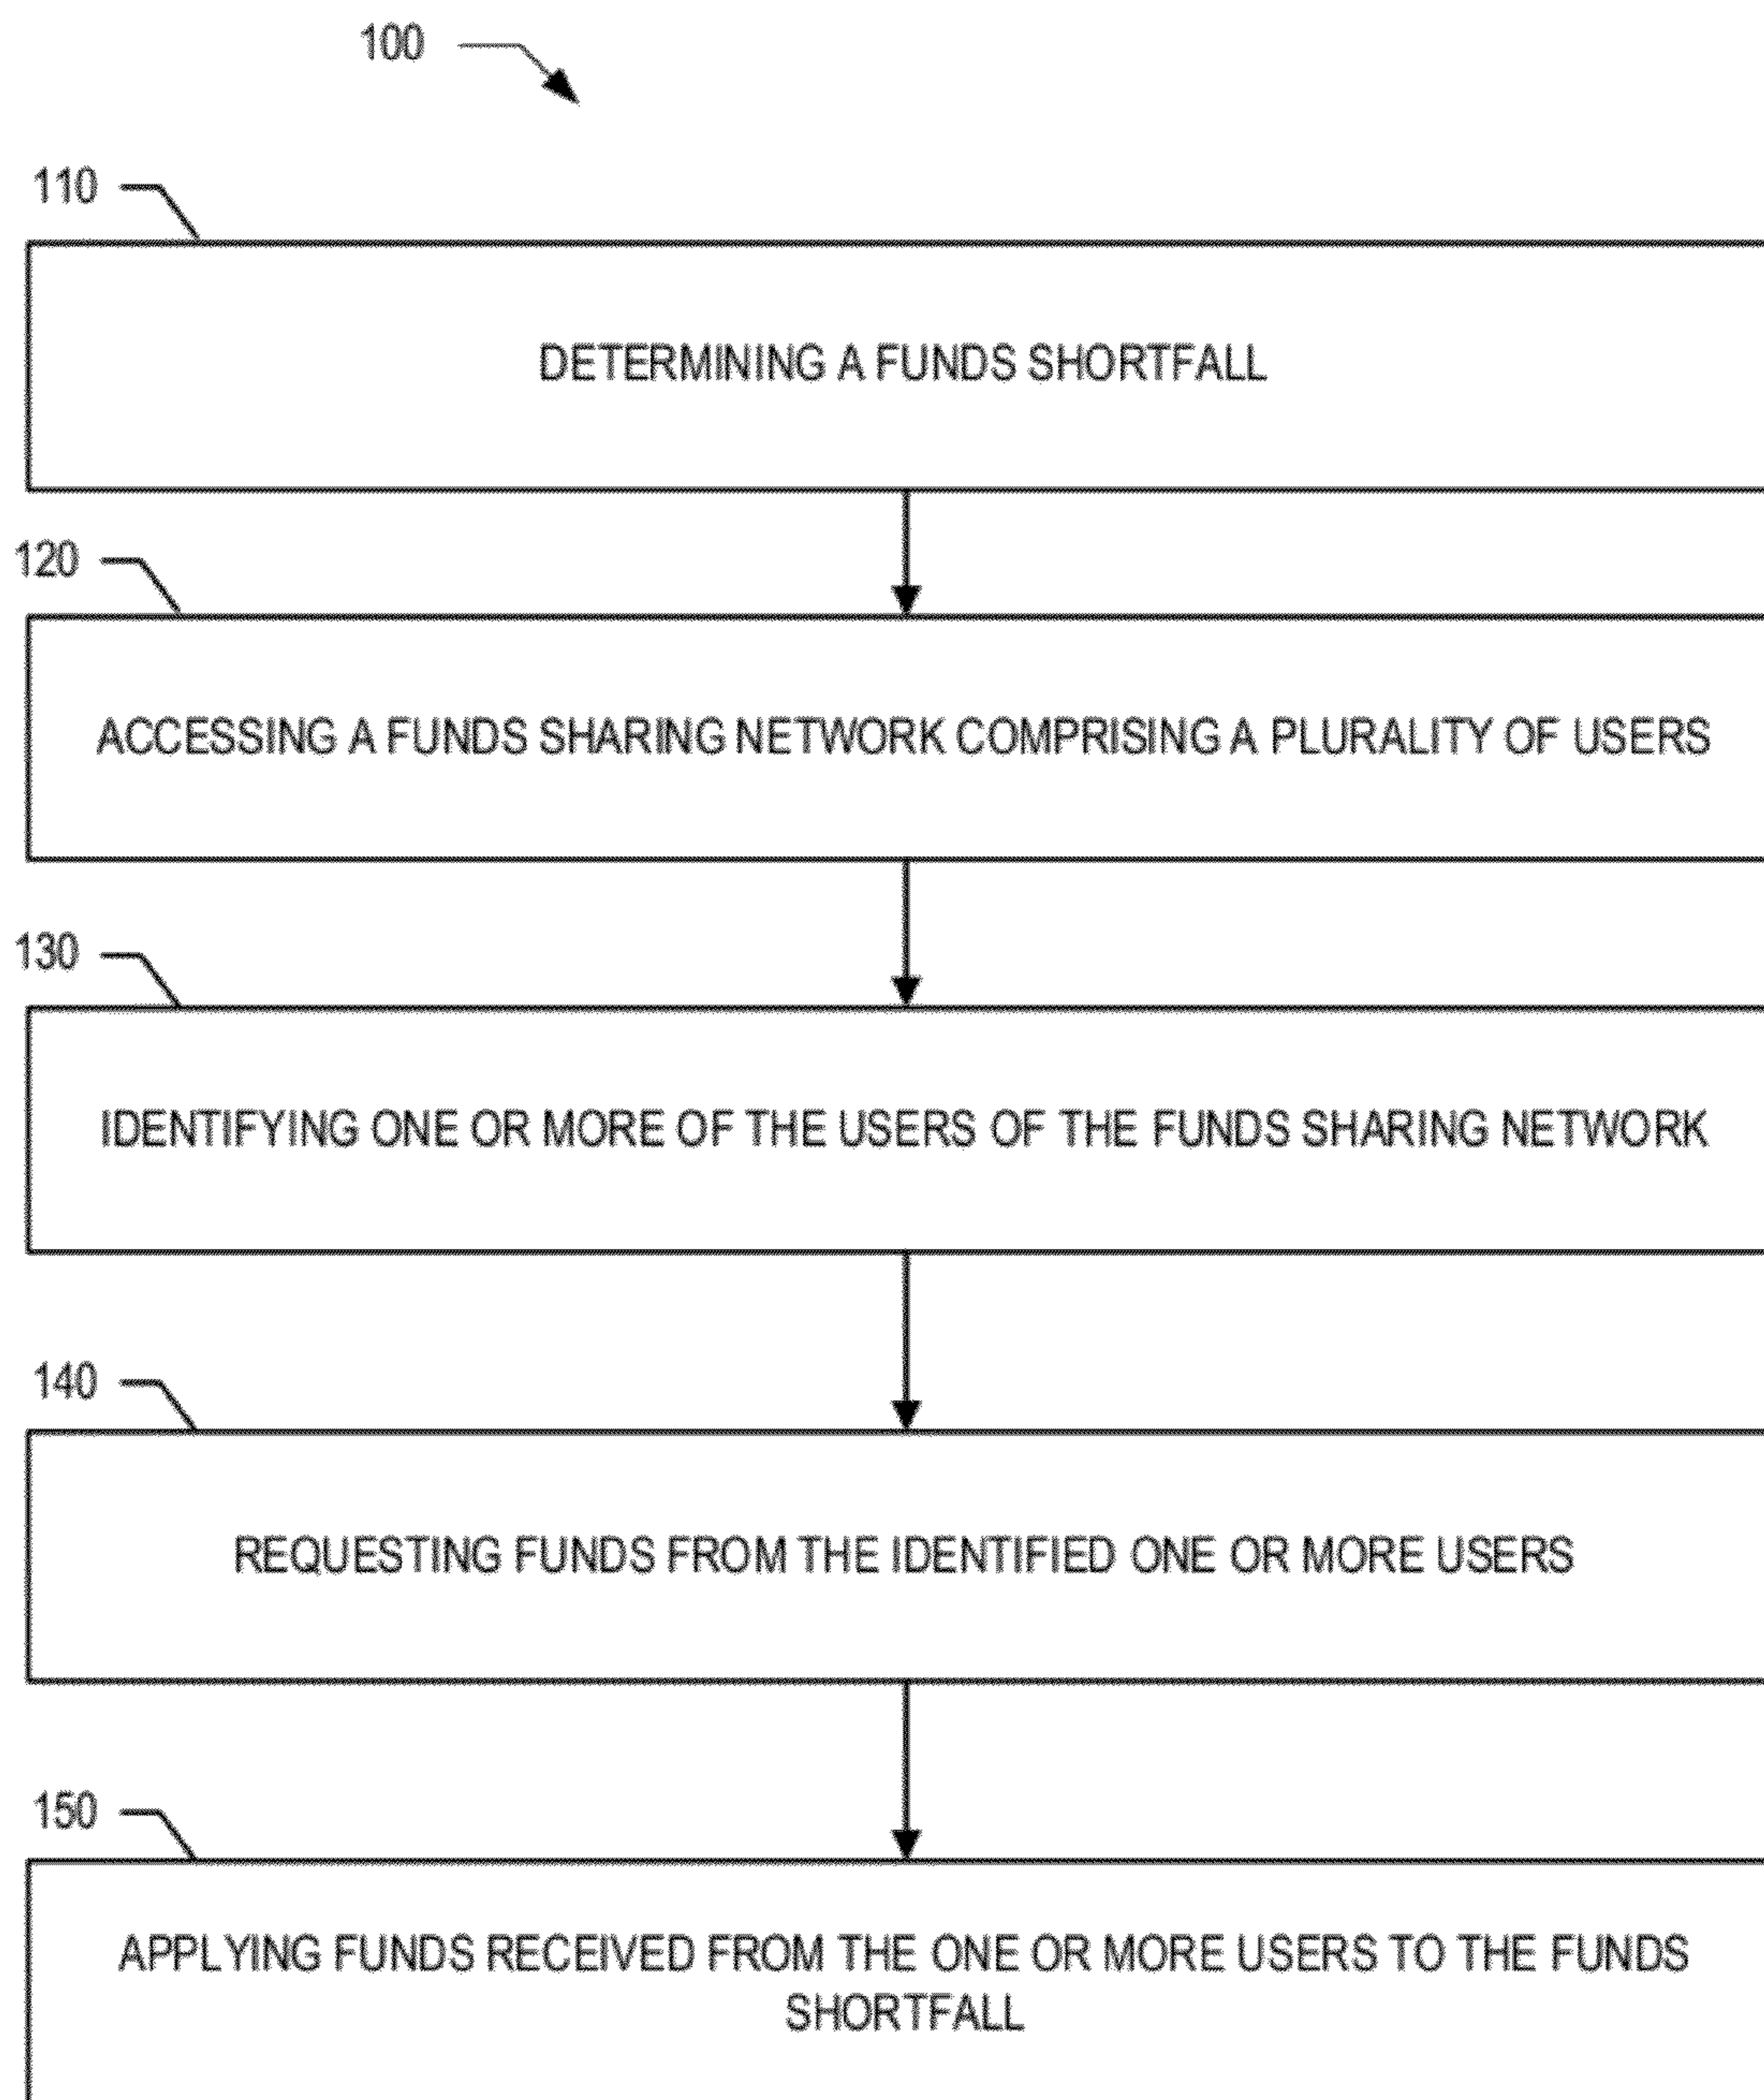 100
110
DETERMINING A FUNDS SHORTFALL
120
ACCESSING A FUNDS SHARING NETWORK COMPRISING A PLURALITY OF USERS
130
IDENTIFYING ONE OR MORE OF THE USERS OF THE FUNDS SHARING NETWORK
140
REQUESTING FUNDS FROM THE IDENTIFIED ONE OR MORE USERS
150
APPLYING FUNDS RECEIVED FROM THE ONE OR MORE USERS TO THE FUNDS
SHORTFALL